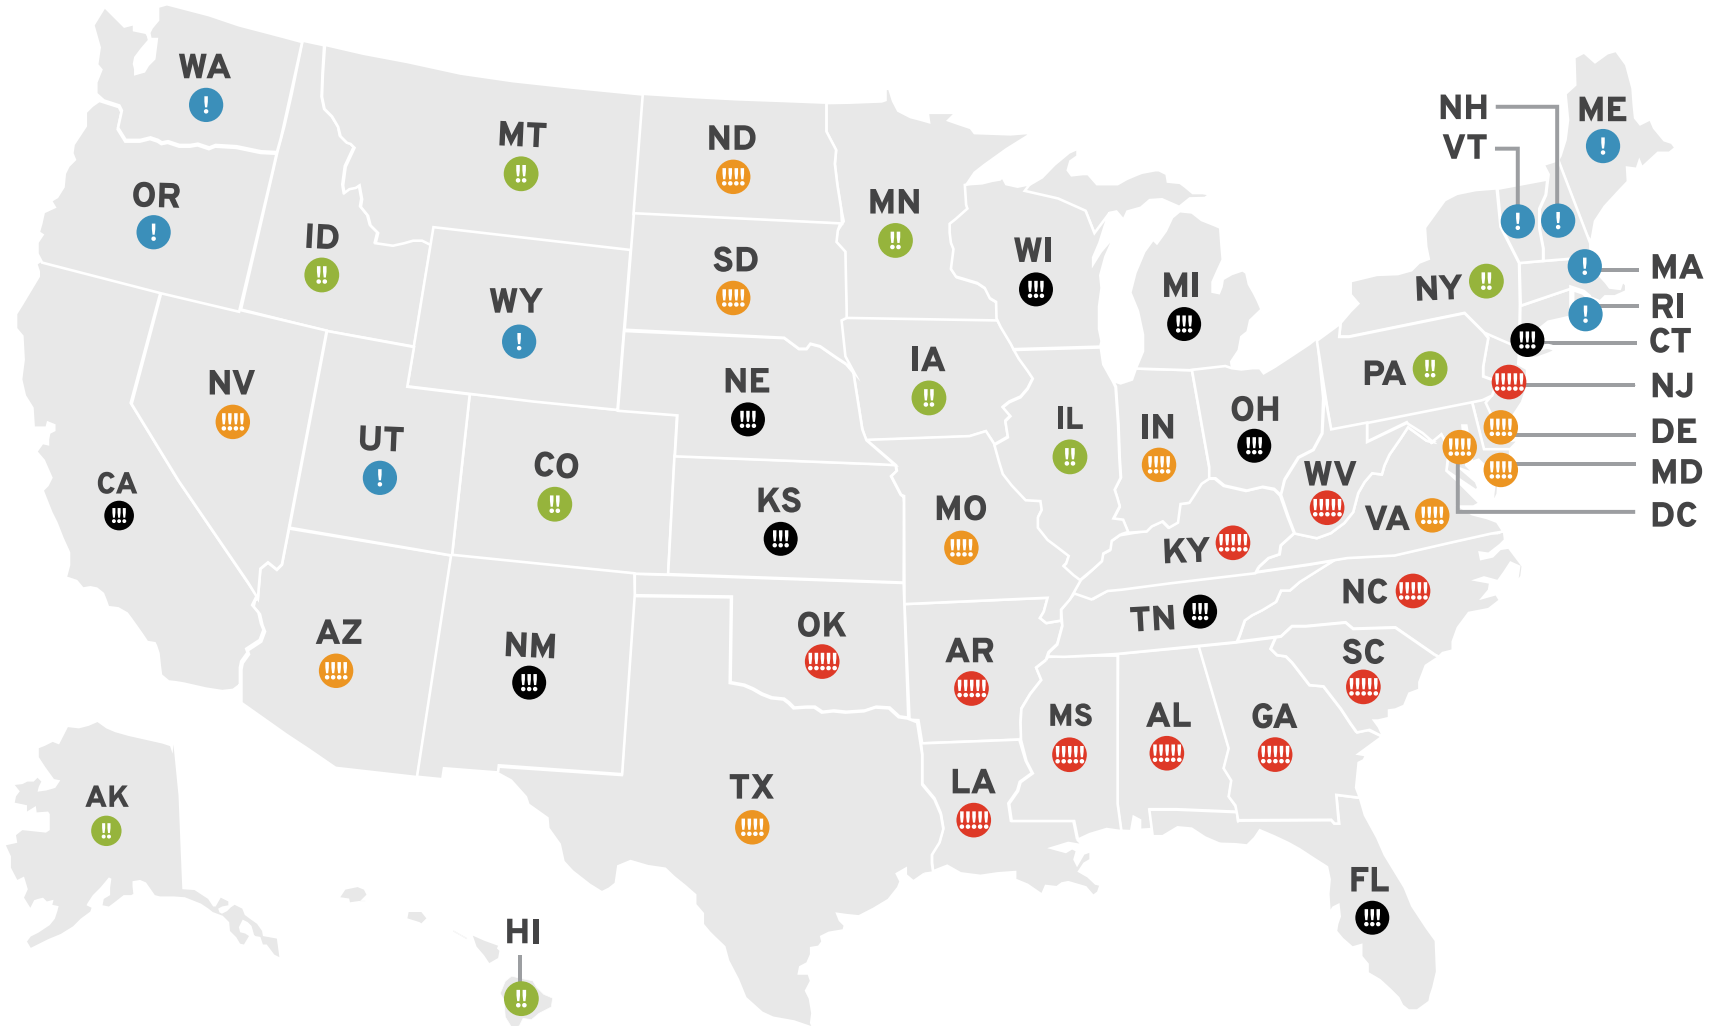 WA
!
MT
!!
ND
!!!!
OR
!
ID
!!
MN
!!
WY
!
SD
!!!!
WI
!!!
MI
!!!
NH
VT
ME
!
!
!
NY
!!
!
MA
!
RI
!!!
CT
NV
!!!!
UT
!
CO
!!
NE
!!!
IA
!!
IL
!!
IN
!!!!
OH
!!!
PA
!!
!!!!!
NJ
!!!!
DE
!!!!
MD
!!!!
DC
CA
!!!
KS
!!!
MO
!!!!
WV
!!!!!
VA
!!!!
KY
!!!!!
AZ
!!!!
NM
!!!
OK
!!!!!
AR
!!!!!
TN
!!!
NC
!!!!!
SC
!!!!!
MS
!!!!!
AL
!!!!!
GA
!!!!!
TX
!!!!
LA
!!!!!
FL
!!!
AK
!!
HI
!!